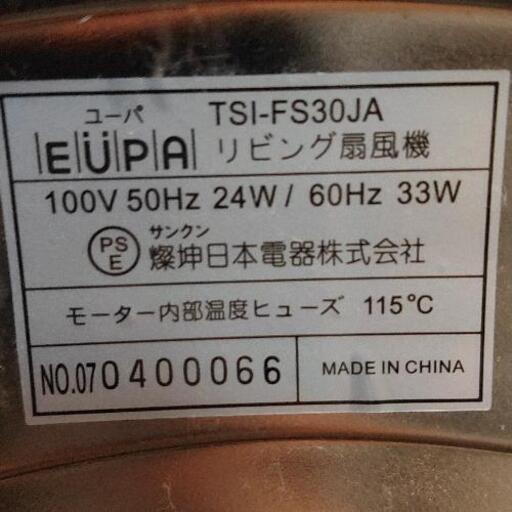 ユーパ TSI-FS30JA
EUPA リビング扇風機
100V 50Hz 24W / 60Hz 33W
サンクン
PSE 燦坤日本電器株式会社
モーター内部温度ヒューズ 115℃
NO.070400066 MADE IN CHINA